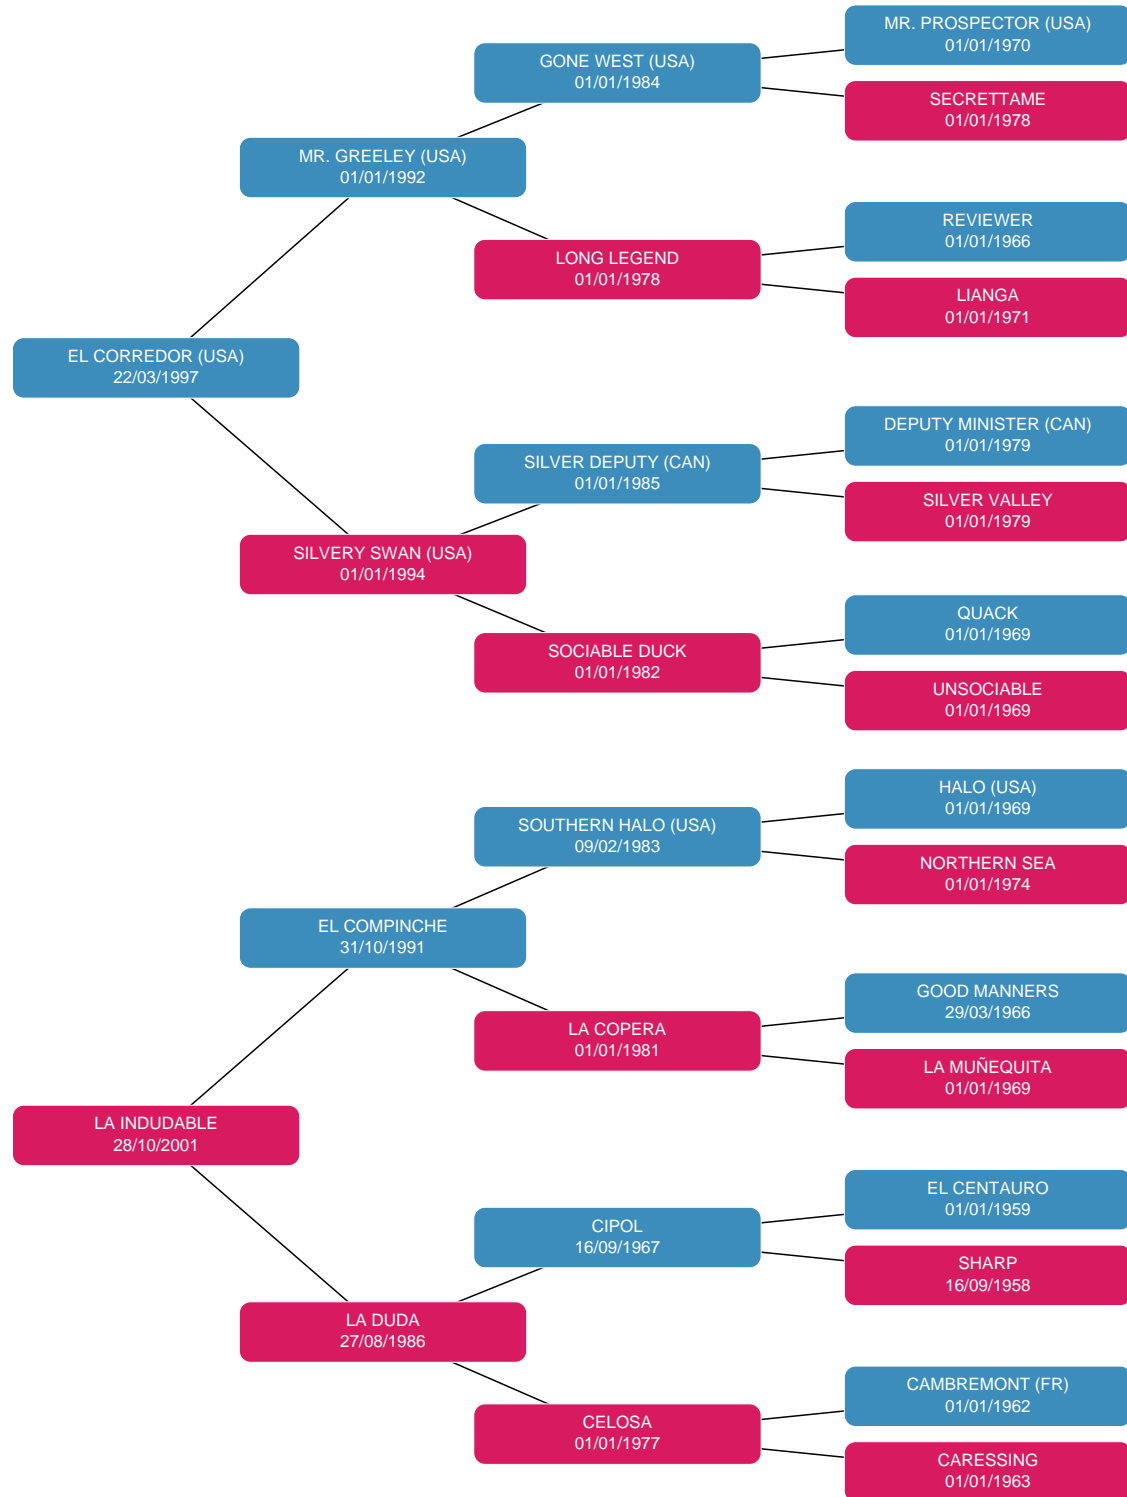 MR. PROSPECTOR (USA)
01/01/1970
GONE WEST (USA)
01/01/1984
SECRETTAME
01/01/1978
MR. GREELEY (USA)
01/01/1992
REVIEWER
01/01/1966
LONG LEGEND
01/01/1978
LIANGA
01/01/1971
EL CORREDOR (USA)
22/03/1997
DEPUTY MINISTER (CAN)
01/01/1979
SILVER DEPUTY (CAN)
01/01/1985
SILVER VALLEY
01/01/1979
SILVERY SWAN (USA)
01/01/1994
QUACK
01/01/1969
SOCIABLE DUCK
01/01/1982
UNSOCIABLE
01/01/1969
HALO (USA)
01/01/1969
SOUTHERN HALO (USA)
09/02/1983
NORTHERN SEA
01/01/1974
EL COMPINCHE
31/10/1991
GOOD MANNERS
29/03/1966
LA COPERA
01/01/1981
LA MUÑEQUITA
01/01/1969
LA INDUDABLE
28/10/2001
EL CENTAURO
01/01/1959
CIPOL
16/09/1967
SHARP
16/09/1958
LA DUDA
27/08/1986
CAMBREMONT (FR)
01/01/1962
CELOSA
01/01/1977
CARESSING
01/01/1963